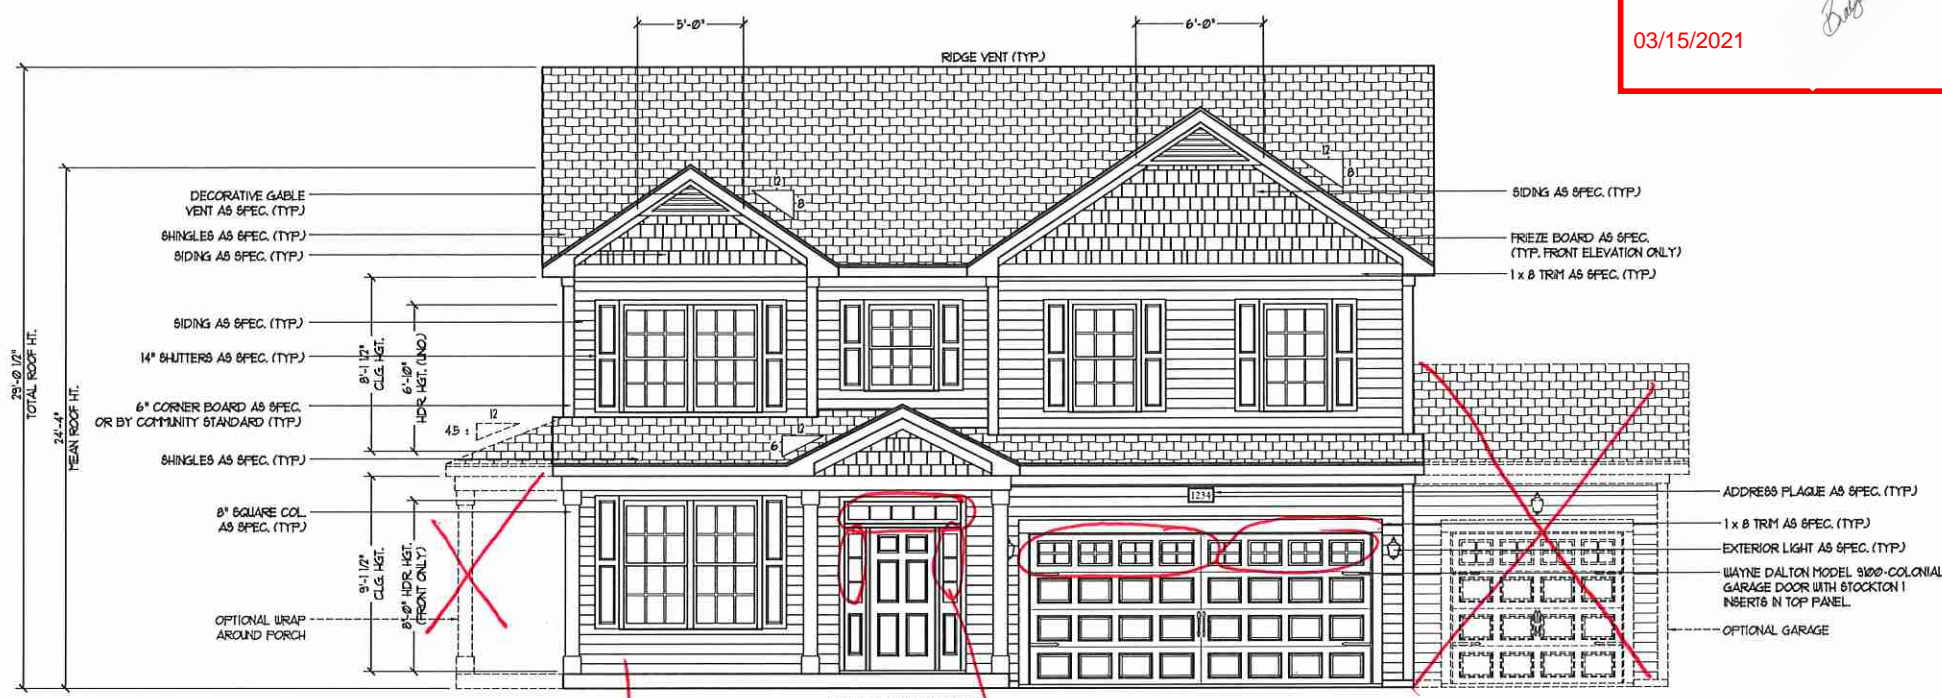 03/15/2021
5'-0"
6'-0"
RIDGE VENT (TYP.)
29'-0 1/2"
TOTAL ROOF HT.
24'-4"
MEAN ROOF HT.
DECORATIVE GABLE
VENT AS SPEC. (TYP.)
SHINGLES AS SPEC. (TYP.)
SIDING AS SPEC. (TYP.)
12
8
12
8
SIDING AS SPEC. (TYP.)
FRIEZE BOARD AS SPEC.
(TYP. FRONT ELEVATION ONLY)
1 x 8 TRIM AS SPEC. (TYP.)
SIDING AS SPEC. (TYP.)
14" SHUTTERS AS SPEC. (TYP.)
6" CORNER BOARD AS SPEC.
OR BY COMMUNITY STANDARD (TYP.)
SHINGLES AS SPEC. (TYP.)
8'-1 1/2"
CLG. HGT.
6'-10"
HDR. HGT. (UNO.)
12
4.5 :
12
6
8" SQUARE COL.
AS SPEC. (TYP.)
9'-1 1/2"
CLG. HGT.
8'-0" HDR. HGT.
(FRONT ONLY)
OPTIONAL WRAP
AROUND PORCH
1234
ADDRESS PLAQUE AS SPEC. (TYP.)
1 x 8 TRIM AS SPEC. (TYP.)
EXTERIOR LIGHT AS SPEC. (TYP.)
WAYNE DALTON MODEL 9100-COLONIAL
GARAGE DOOR WITH STOCKTON 1
INSERTS IN TOP PANEL.
OPTIONAL GARAGE